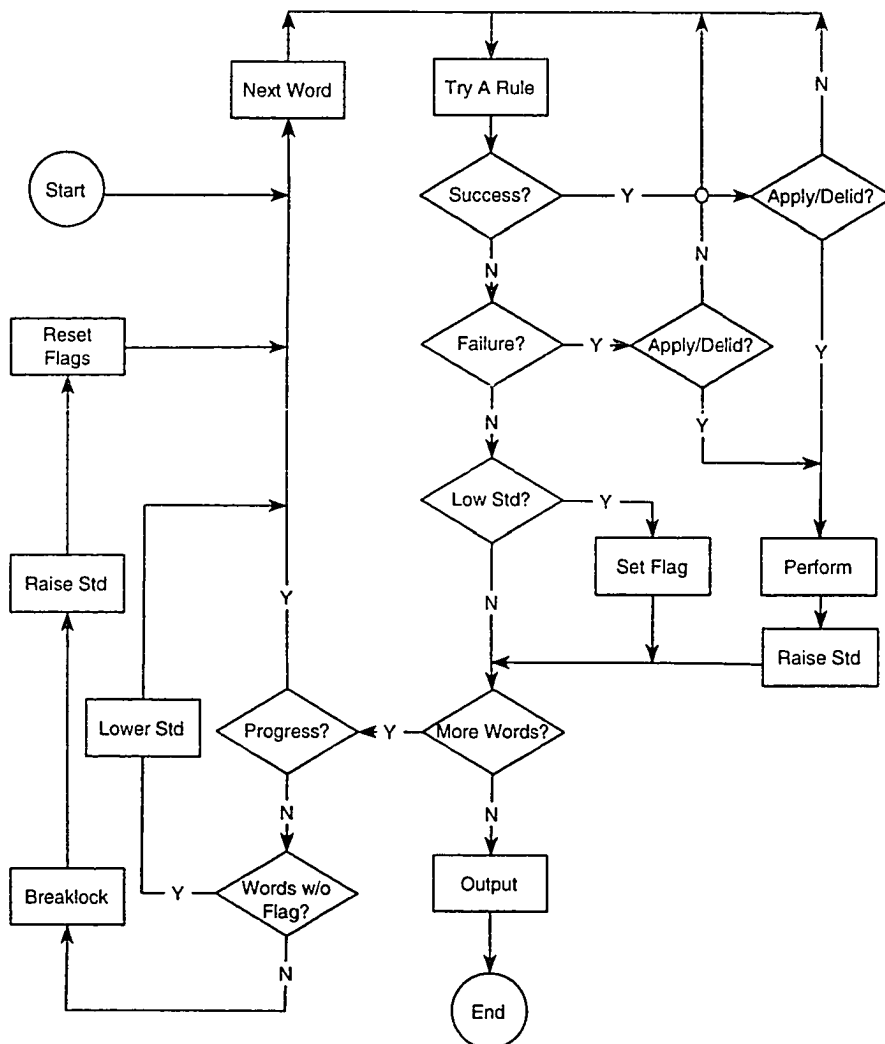 Next Word
Try A Rule
N
Start
Success?
Y
Apply/Delid?
N
N
Reset
Flags
Failure?
Y
Apply/Delid?
Y
N
Y
Low Std?
Y
Raise Std
Set Flag
Perform
Y
N
Raise Std
Lower Std
Progress?
Y
More Words?
N
N
Breaklock
Y
Words w/o
Flag?
Output
N
End